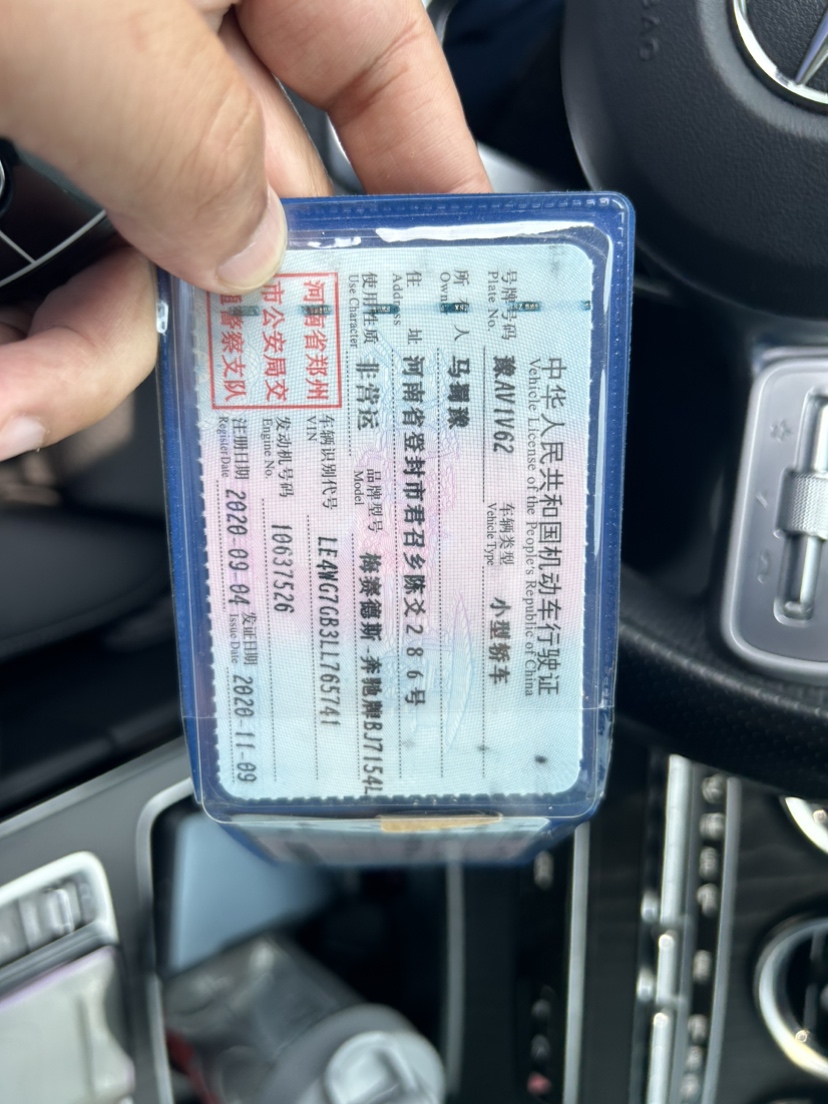 中华人民共和国机动车行驶证
Vehicle License of the People's Republic of China
号牌号码 豫AV1V62 车辆类型 小型轿车
Plate No. Vehicle Type
所有人 马
Owner
住 址 河南省登封市君召乡陈爻286号
Address
使用性质 非营运 品牌型号 梅赛德斯-奔驰牌BJ7154L
Use Character Model
河南省郑州
市公安局交
警察支队
车辆识别代号 LE4WG7GB3LL765741
VIN
发动机号码 10637526
Engine No.
注册日期 2020-09-04 发证日期 2020-11-09
Register Date Issue Date